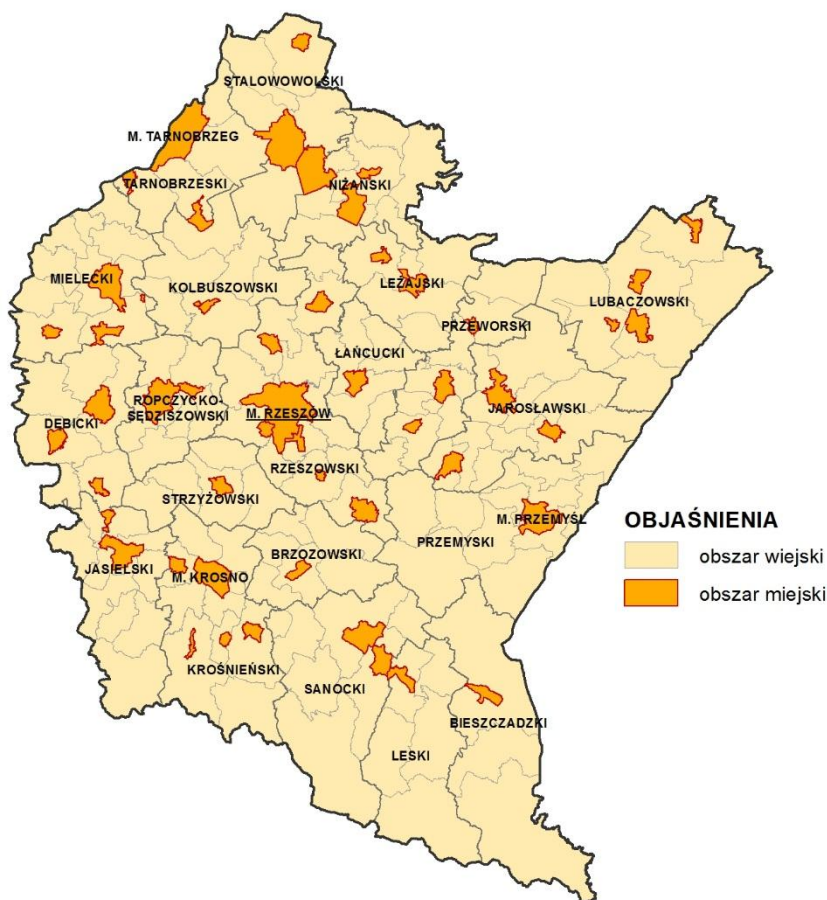 STALOWOWOLSKI
M. TARNOBRZEG
TARNOBRZESKI
NIŻAŃSKI
MIELECKI
KOLBUSZOWSKI
LEŻAJSKI
LUBACZOWSKI
PRZEWORSKI
ŁAŃCUCKI
ROPCZYCKO-
SĘDZISZOWSKI
M. RZESZÓW
JAROSŁAWSKI
DĘBICKI
RZESZOWSKI
STRZYŻOWSKI
M. PRZEMYŚL
PRZEMYSKI
BRZOZOWSKI
JASIELSKI
M. KROSNO
KROŚNIEŃSKI
SANOCKI
BIESZCZADZKI
LESKI
OBJAŚNIENIA
obszar wiejski
obszar miejski